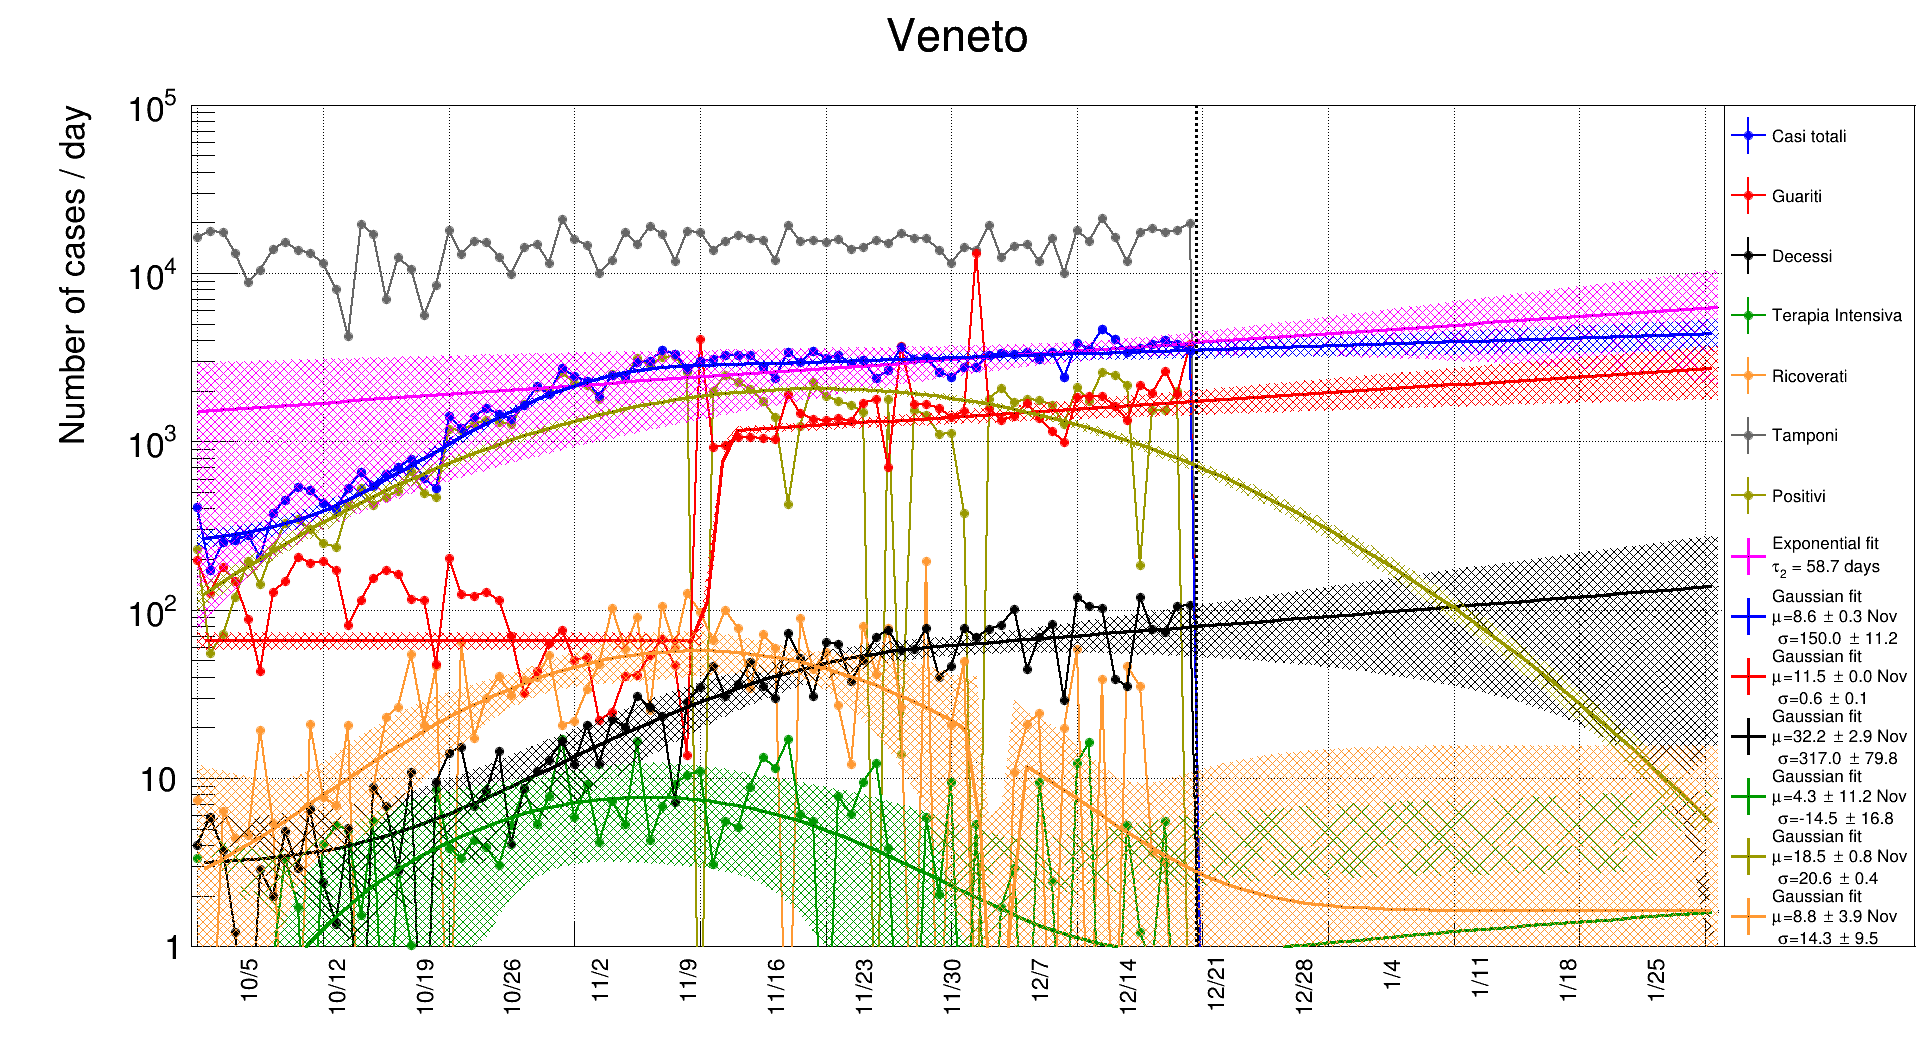 Veneto
Number of cases / day
10^5
10^4
10^3
10^2
10
1
10/5
10/12
10/19
10/26
11/2
11/9
11/16
11/23
11/30
12/7
12/14
12/21
12/28
1/4
1/11
1/18
1/25
Casi totali
Guariti
Decessi
Terapia Intensiva
Ricoverati
Tamponi
Positivi
Exponential fit
τ₂ = 58.7 days
Gaussian fit
μ=8.6 ± 0.3 Nov
σ=150.0 ± 11.2
Gaussian fit
μ=11.5 ± 0.0 Nov
σ=0.6 ± 0.1
Gaussian fit
μ=32.2 ± 2.9 Nov
σ=317.0 ± 79.8
Gaussian fit
μ=4.3 ± 11.2 Nov
σ=-14.5 ± 16.8
Gaussian fit
μ=18.5 ± 0.8 Nov
σ=20.6 ± 0.4
Gaussian fit
μ=8.8 ± 3.9 Nov
σ=14.3 ± 9.5